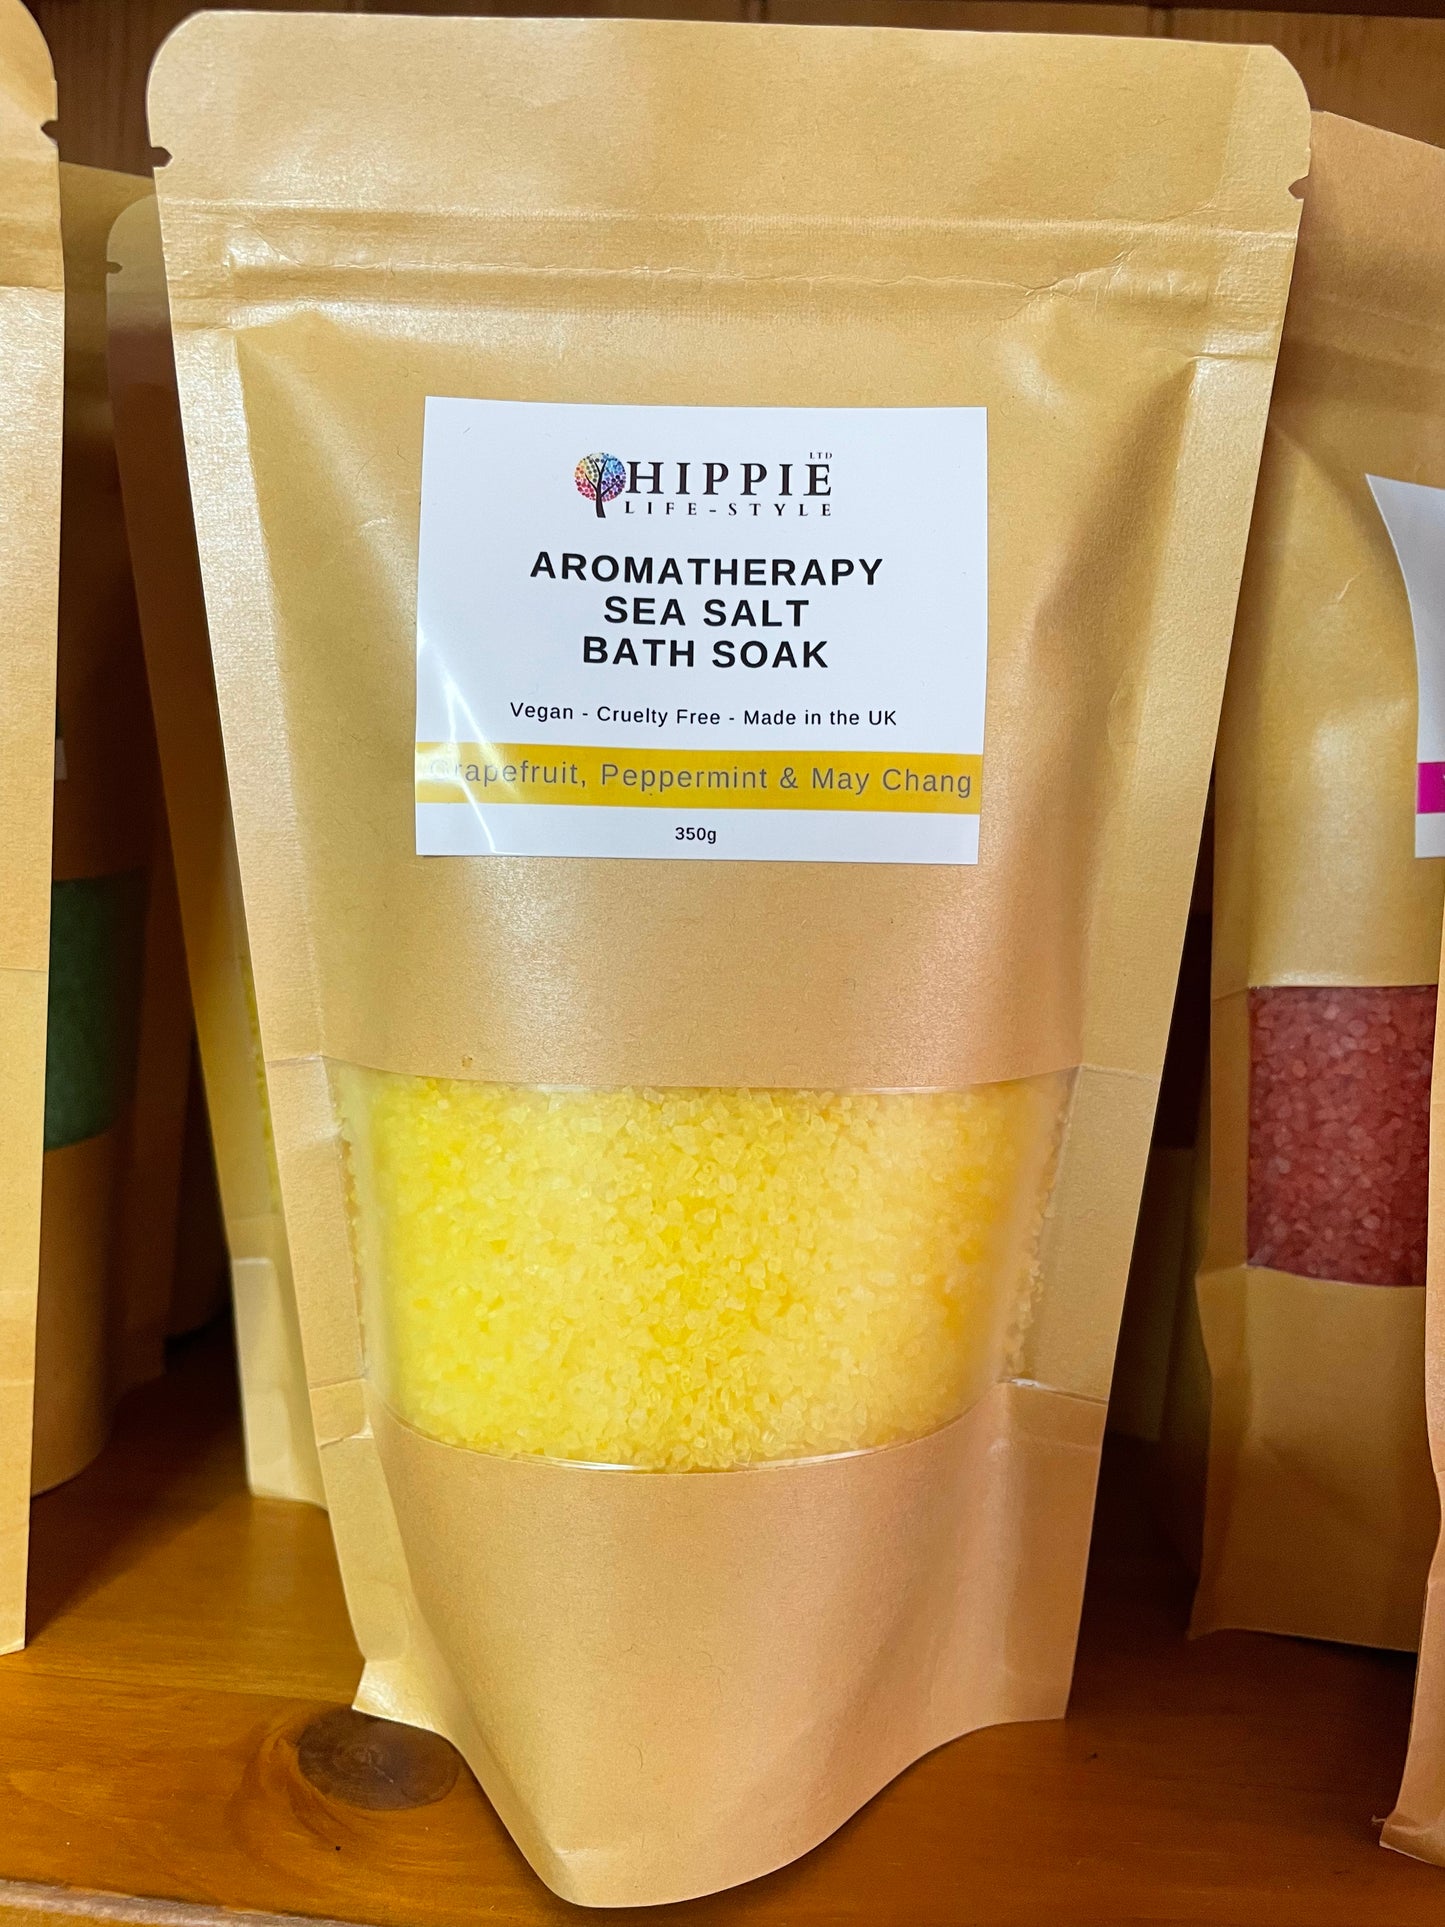 HIPPIE LTD
LIFE-STYLE
AROMATHERAPY
SEA SALT
BATH SOAK
Vegan - Cruelty Free - Made in the UK
Grapefruit, Peppermint & May Chang
350g